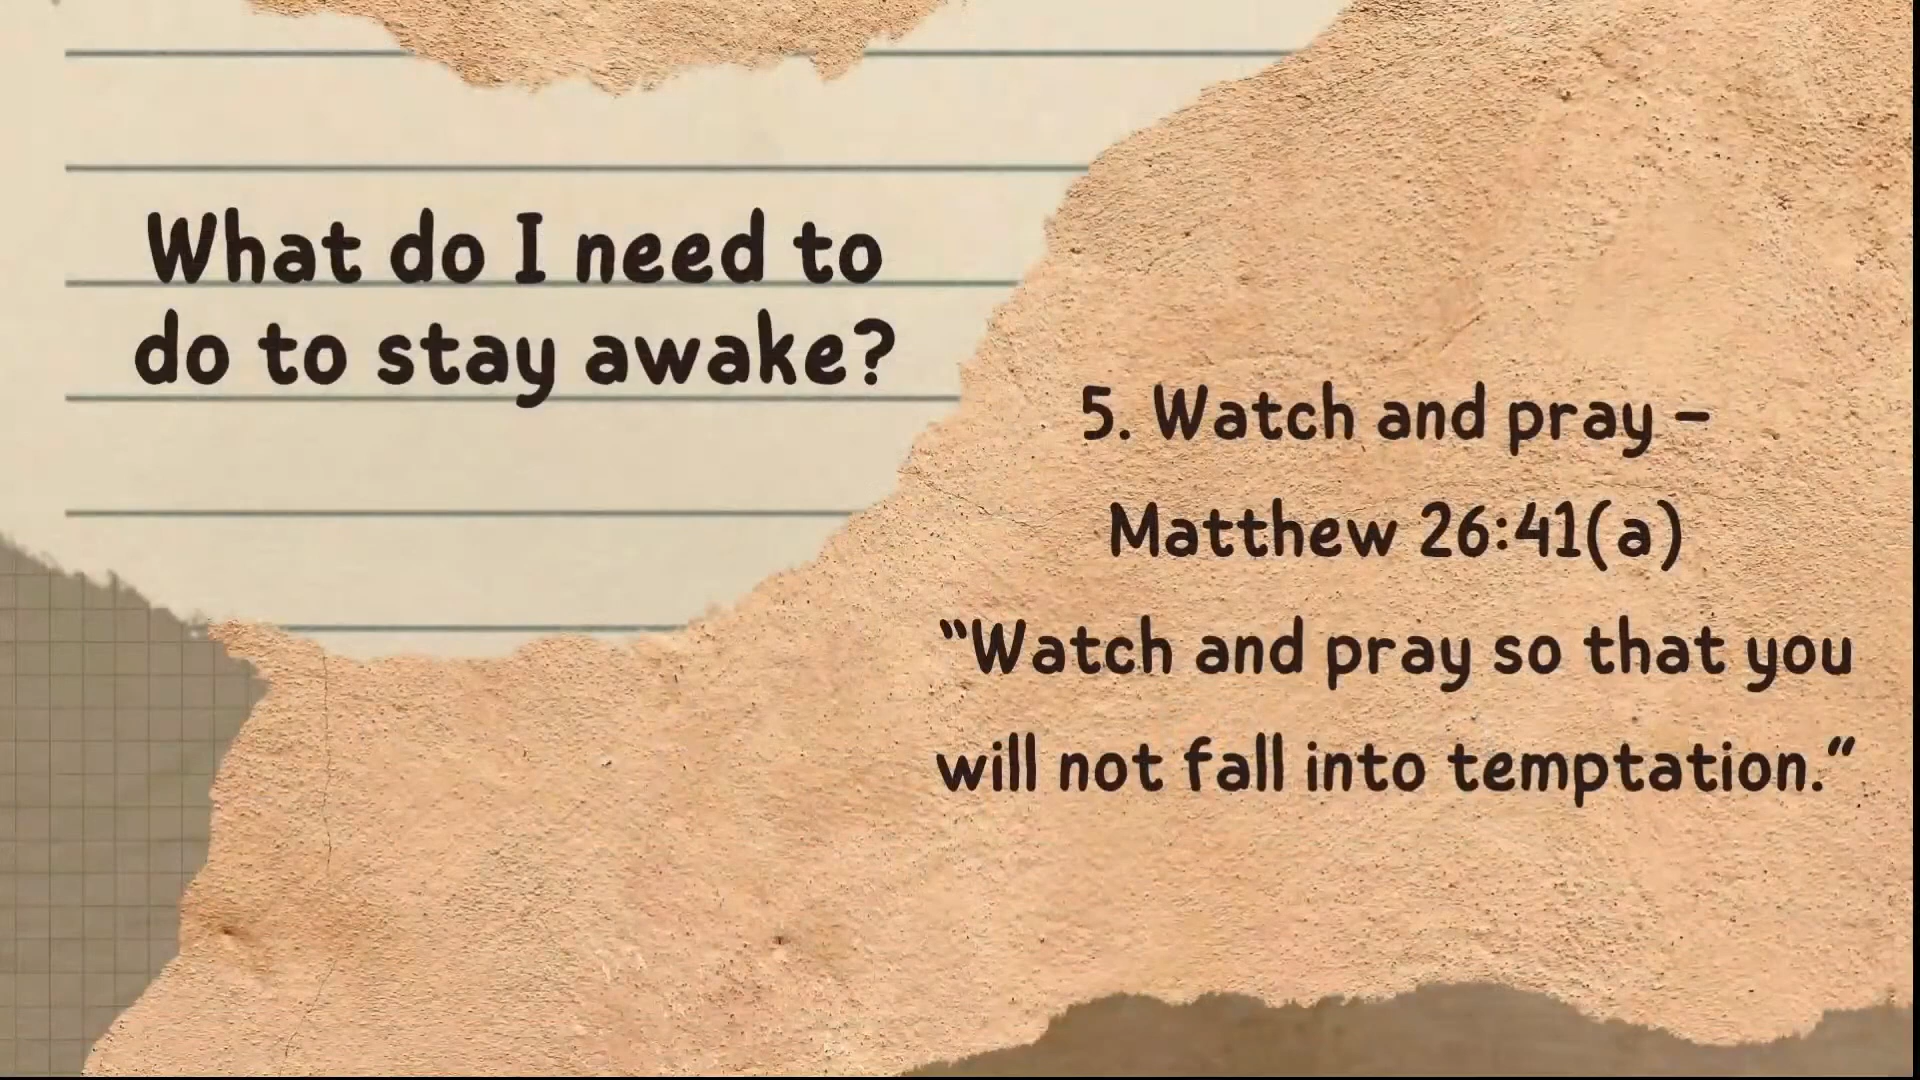 What do I need to
do to stay awake?
5. Watch and pray –
Matthew 26:41(a)
“Watch and pray so that you
will not fall into temptation.”